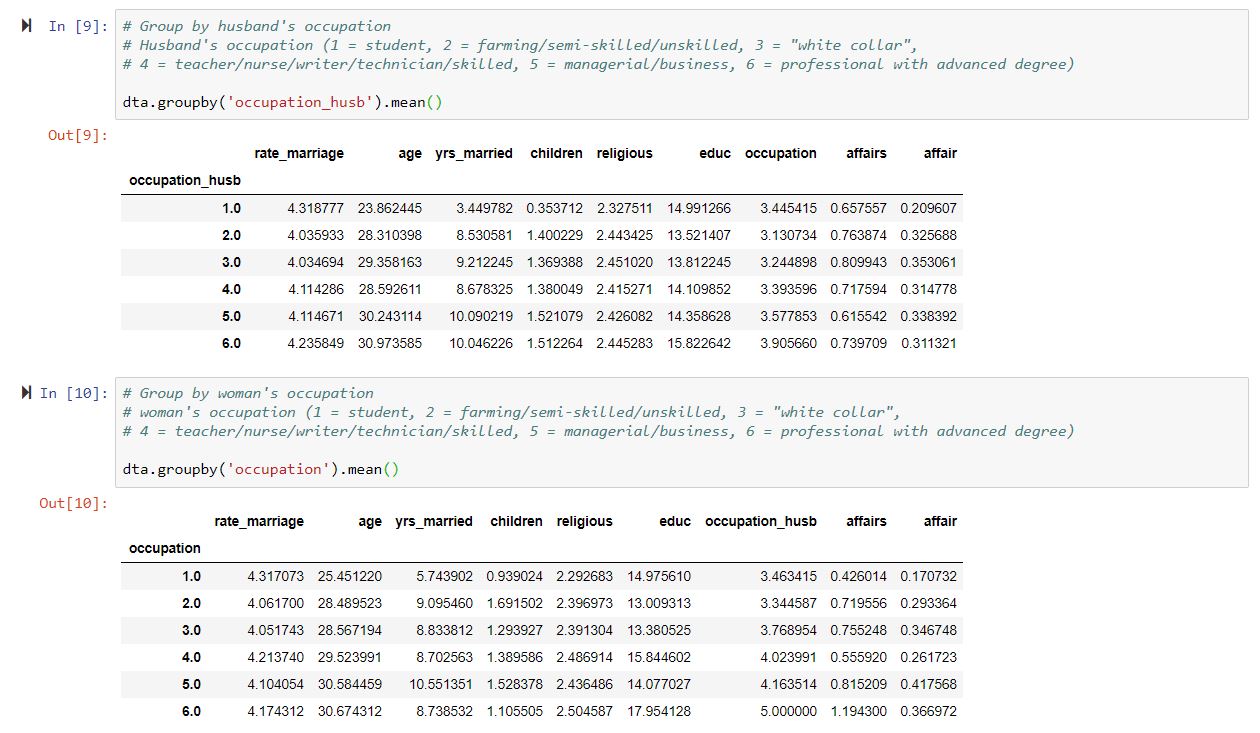 In [9]: # Group by husband's occupation
# Husband's occupation (1 = student, 2 = farming/semi-skilled/unskilled, 3 = "white collar",
# 4 = teacher/nurse/writer/technician/skilled, 5 = managerial/business, 6 = professional with advanced degree)
dta.groupby('occupation_husb').mean()
Out[9]:
rate_marriage age yrs_married children religious educ occupation affairs affair
occupation_husb
1.0 4.318777 23.862445 3.449782 0.353712 2.327511 14.991266 3.445415 0.657557 0.209607
2.0 4.035933 28.310398 8.530581 1.400229 2.443425 13.521407 3.130734 0.763874 0.325688
3.0 4.034694 29.358163 9.212245 1.369388 2.451020 13.812245 3.244898 0.809943 0.353061
4.0 4.114286 28.592611 8.678325 1.380049 2.415271 14.109852 3.393596 0.717594 0.314778
5.0 4.114671 30.243114 10.090219 1.521079 2.426082 14.358628 3.577853 0.615542 0.338392
6.0 4.235849 30.973585 10.046226 1.512264 2.445283 15.822642 3.905660 0.739709 0.311321
In [10]: # Group by woman's occupation
# woman's occupation (1 = student, 2 = farming/semi-skilled/unskilled, 3 = "white collar",
# 4 = teacher/nurse/writer/technician/skilled, 5 = managerial/business, 6 = professional with advanced degree)
dta.groupby('occupation').mean()
Out[10]:
rate_marriage age yrs_married children religious educ occupation_husb affairs affair
occupation
1.0 4.317073 25.451220 5.743902 0.939024 2.292683 14.975610 3.463415 0.426014 0.170732
2.0 4.061700 28.489523 9.095460 1.691502 2.396973 13.009313 3.344587 0.719556 0.293364
3.0 4.051743 28.567194 8.833812 1.293927 2.391304 13.380525 3.768954 0.755248 0.346748
4.0 4.213740 29.523991 8.702563 1.389586 2.486914 15.844602 4.023991 0.555920 0.261723
5.0 4.104054 30.584459 10.551351 1.528378 2.436486 14.077027 4.163514 0.815209 0.417568
6.0 4.174312 30.674312 8.738532 1.105505 2.504587 17.954128 5.000000 1.194300 0.366972